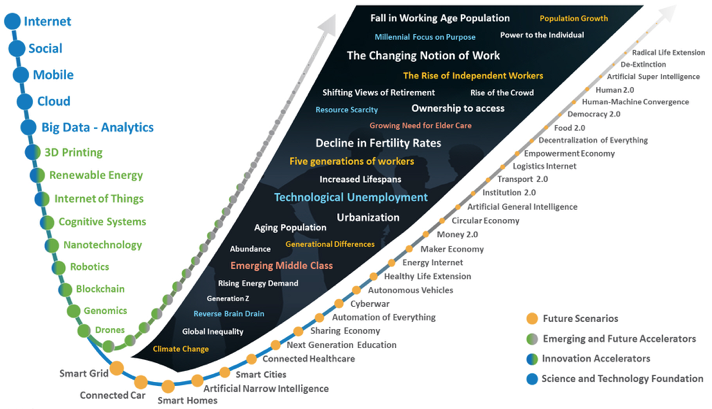 Internet
Social
Mobile
Cloud
Big Data - Analytics
3D Printing
Renewable Energy
Internet of Things
Cognitive Systems
Nanotechnology
Robotics
Blockchain
Genomics
Drones
Smart Grid
Connected Car
Smart Homes
Artificial Narrow Intelligence
Smart Cities
Connected Healthcare
Next Generation Education
Sharing Economy
Automation of Everything
Cyberwar
Autonomous Vehicles
Healthy Life Extension
Energy Internet
Maker Economy
Money 2.0
Circular Economy
Artificial General Intelligence
Institution 2.0
Transport 2.0
Logistics Internet
Empowerment Economy
Decentralization of Everything
Food 2.0
Democracy 2.0
Human-Machine Convergence
Human 2.0
Artificial Super Intelligence
De-Extinction
Radical Life Extension
Fall in Working Age Population
Population Growth
Millennial Focus on Purpose
Power to the Individual
The Changing Notion of Work
The Rise of Independent Workers
Shifting Views of Retirement
Rise of the Crowd
Resource Scarcity
Ownership to access
Growing Need for Elder Care
Decline in Fertility Rates
Five generations of workers
Increased Lifespans
Technological Unemployment
Urbanization
Aging Population
Abundance
Generational Differences
Emerging Middle Class
Rising Energy Demand
Generation Z
Reverse Brain Drain
Global Inequality
Climate Change
Future Scenarios
Emerging and Future Accelerators
Innovation Accelerators
Science and Technology Foundation